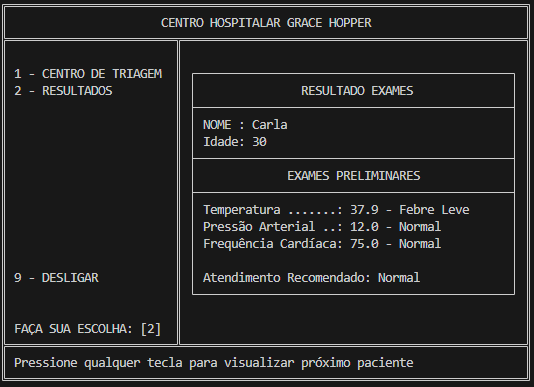 CENTRO HOSPITALAR GRACE HOPPER
1 - CENTRO DE TRIAGEM
2 - RESULTADOS
9 - DESLIGAR
FAÇA SUA ESCOLHA: [2]
RESULTADO EXAMES
NOME : Carla
Idade: 30
EXAMES PRELIMINARES
Temperatura .......: 37.9 - Febre Leve
Pressão Arterial ..: 12.0 - Normal
Frequência Cardíaca: 75.0 - Normal
Atendimento Recomendado: Normal
Pressione qualquer tecla para visualizar próximo paciente